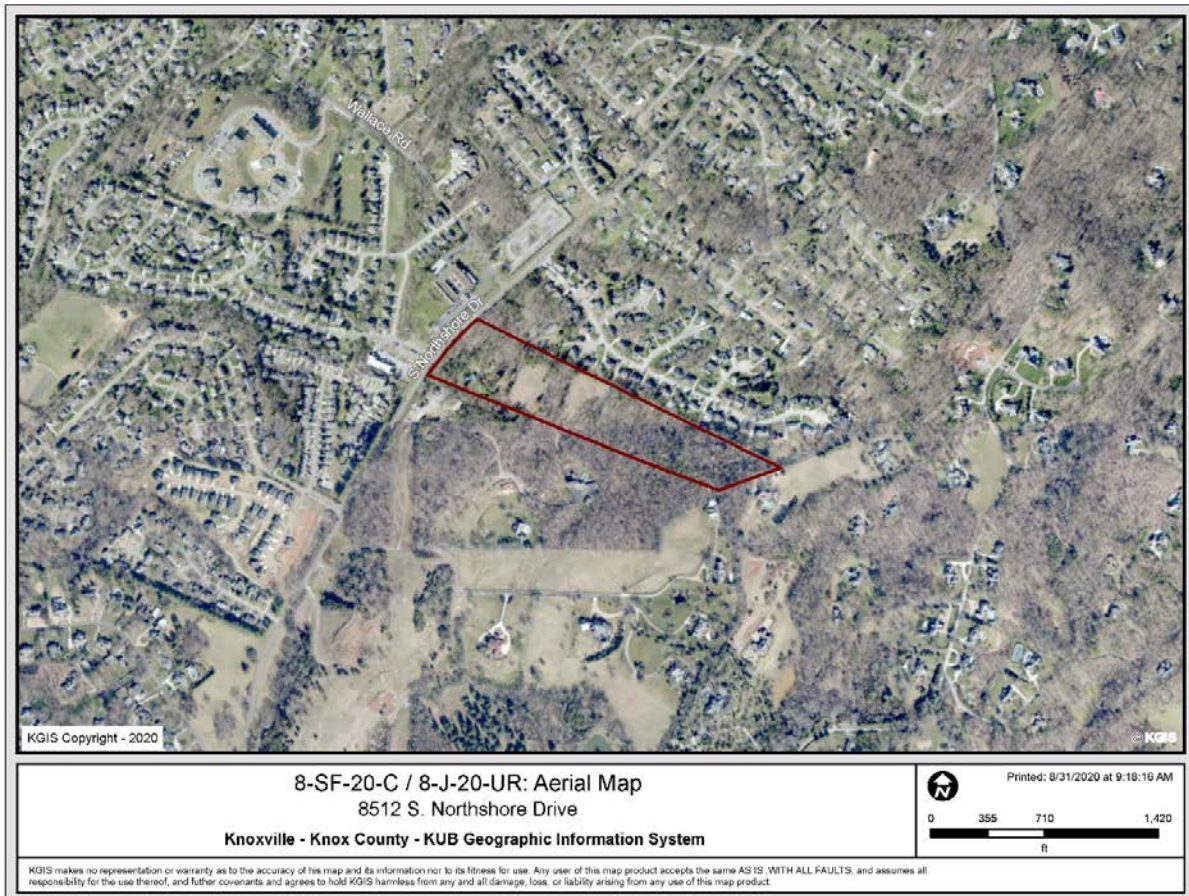 Wallace Rd
S Northshore Dr
KGIS Copyright - 2020
© KGIS
8-SF-20-C / 8-J-20-UR: Aerial Map
8512 S. Northshore Drive
Knoxville - Knox County - KUB Geographic Information System
N
Printed: 8/31/2020 at 9:18:16 AM
0 355 710 1,420
ft
KGIS makes no representation or warranty as to the accuracy of his map and its information nor to its fitness for use. Any user of this map product accepts the same AS IS ,WITH ALL FAULTS, and assumes all
responsibility for the use thereof, and futher covenants and agrees to hold KGIS harmless from any and all damage, loss, or liability arising from any use of this map product.